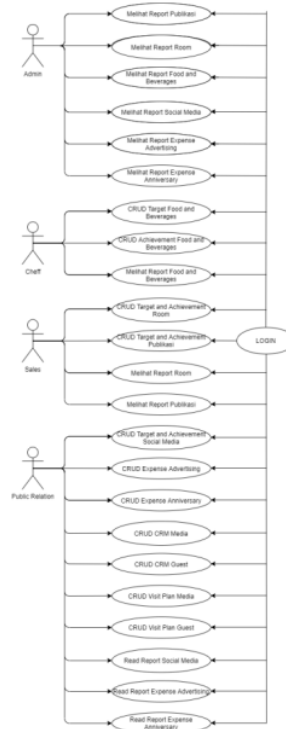 Melihat Report Publikasi
Admin
Melihat Report Room
Melihat Report Food and
Beverages
Melihat Report Social Media
Melihat Report Expense
Advertising
Melihat Report Expense
Anniversary
CRUD Target Food and
Beverages
Cheff
CRUD Achievement Food and
Beverages
Melihat Report Food and
Beverages
CRUD Target and Achievement
Room
Sales
CRUD Target and Achievement
Publikasi
LOGIN
Melihat Report Room
Melihat Report Publikasi
CRUD Target and Achievement
Social Media
Public Relation
CRUD Expense Advertising
CRUD Expense Anniversary
CRUD CRM Media
CRUD CRM Guest
CRUD Visit Plan Media
CRUD Visit Plan Guest
Read Report Social Media
Read Report Expense Advertising
Read Report Expense
Anniversary